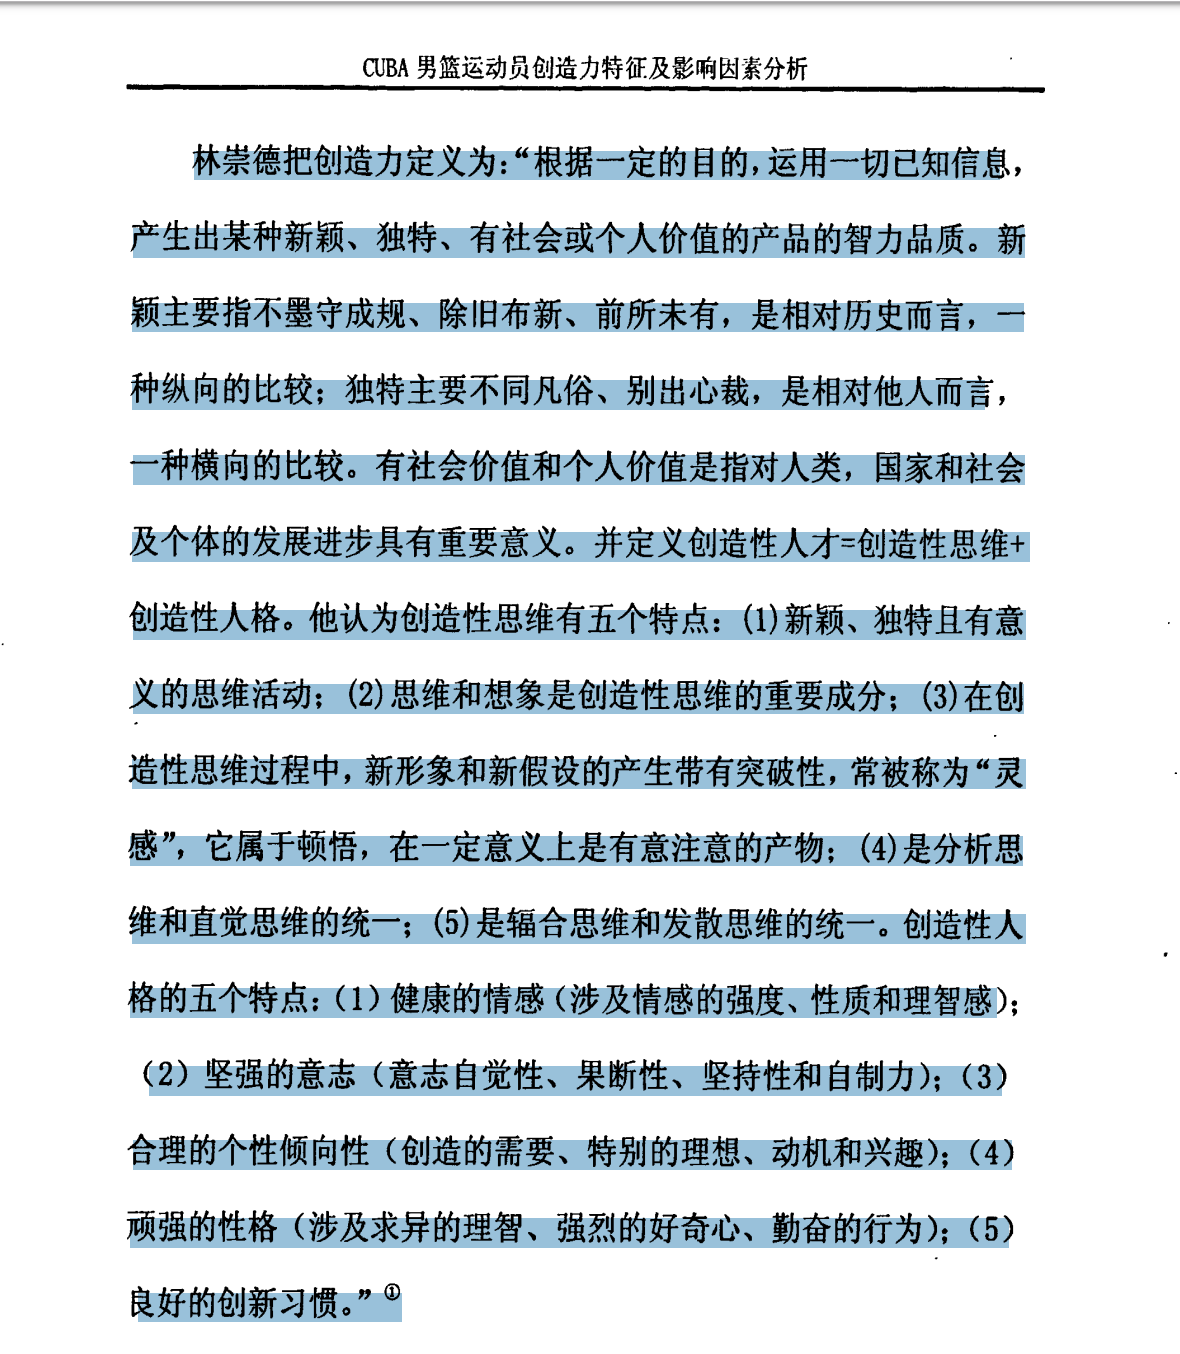 CUBA 男篮运动员创造力特征及影响因素分析
林崇德把创造力定义为:“根据一定的目的,运用一切已知信息,
产生出某种新颖、独特、有社会或个人价值的产品的智力品质。新
颖主要指不墨守成规、除旧布新、前所未有，是相对历史而言，一
种纵向的比较；独特主要不同凡俗、别出心裁，是相对他人而言，
一种横向的比较。有社会价值和个人价值是指对人类，国家和社会
及个体的发展进步具有重要意义。并定义创造性人才=创造性思维+
创造性人格。他认为创造性思维有五个特点：(1)新颖、独特且有意
义的思维活动；(2)思维和想象是创造性思维的重要成分；(3)在创
造性思维过程中,新形象和新假设的产生带有突破性,常被称为“灵
感”，它属于顿悟，在一定意义上是有意注意的产物；(4)是分析思
维和直觉思维的统一；(5)是辐合思维和发散思维的统一。创造性人
格的五个特点：（1）健康的情感（涉及情感的强度、性质和理智感）；
（2）坚强的意志（意志自觉性、果断性、坚持性和自制力）；（3）
合理的个性倾向性（创造的需要、特别的理想、动机和兴趣）；（4）
顽强的性格（涉及求异的理智、强烈的好奇心、勤奋的行为）；（5）
良好的创新习惯。”①